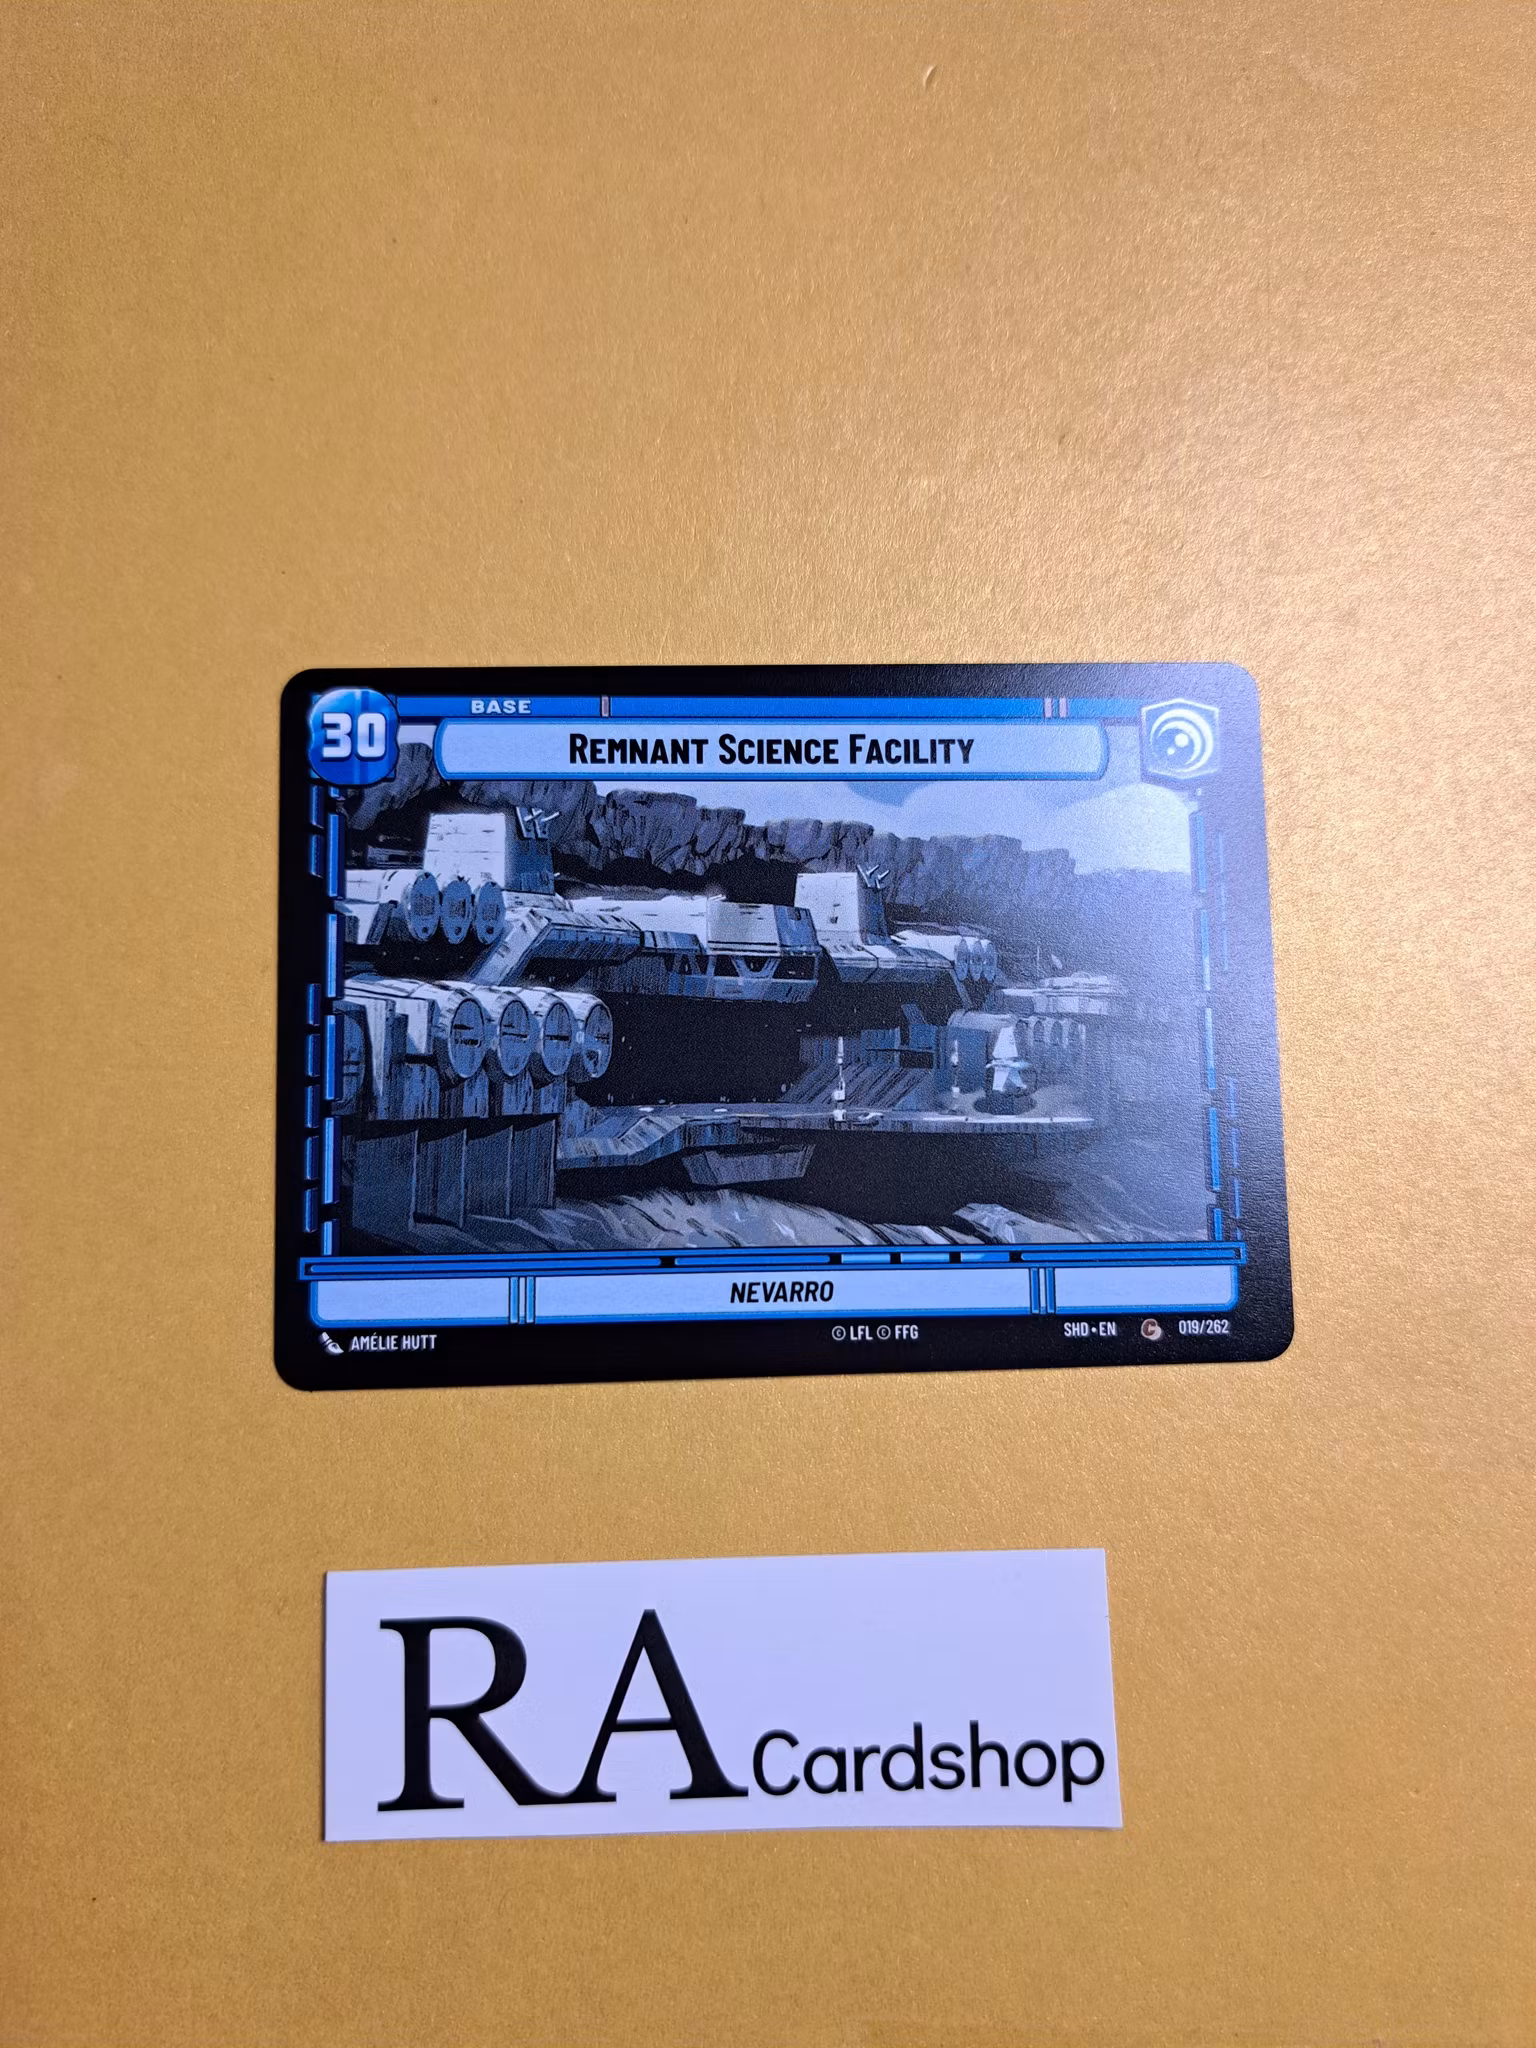 30
BASE
REMNANT SCIENCE FACILITY
NEVARRO
AMÉLIE HUTT
© LFL © FFG
SHD • EN C 019/262
RA Cardshop